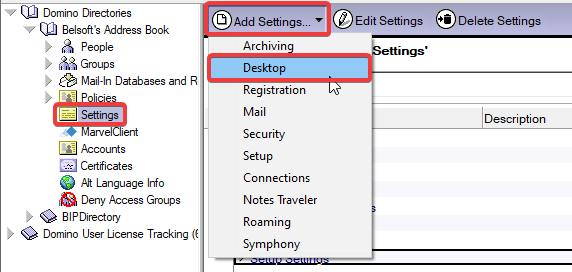 Domino Directories
Belsoft's Address Book
People
Groups
Mail-In Databases and R
Policies
Settings
MarvelClient
Accounts
Certificates
Alt Language Info
Deny Access Groups
BIPDirectory
Domino User License Tracking (6
Add Settings... Edit Settings Delete Settings
Archiving
Desktop
Registration
Mail
Security
Setup
Connections
Notes Traveler
Roaming
Symphony
Settings'
Description
Setup Settings